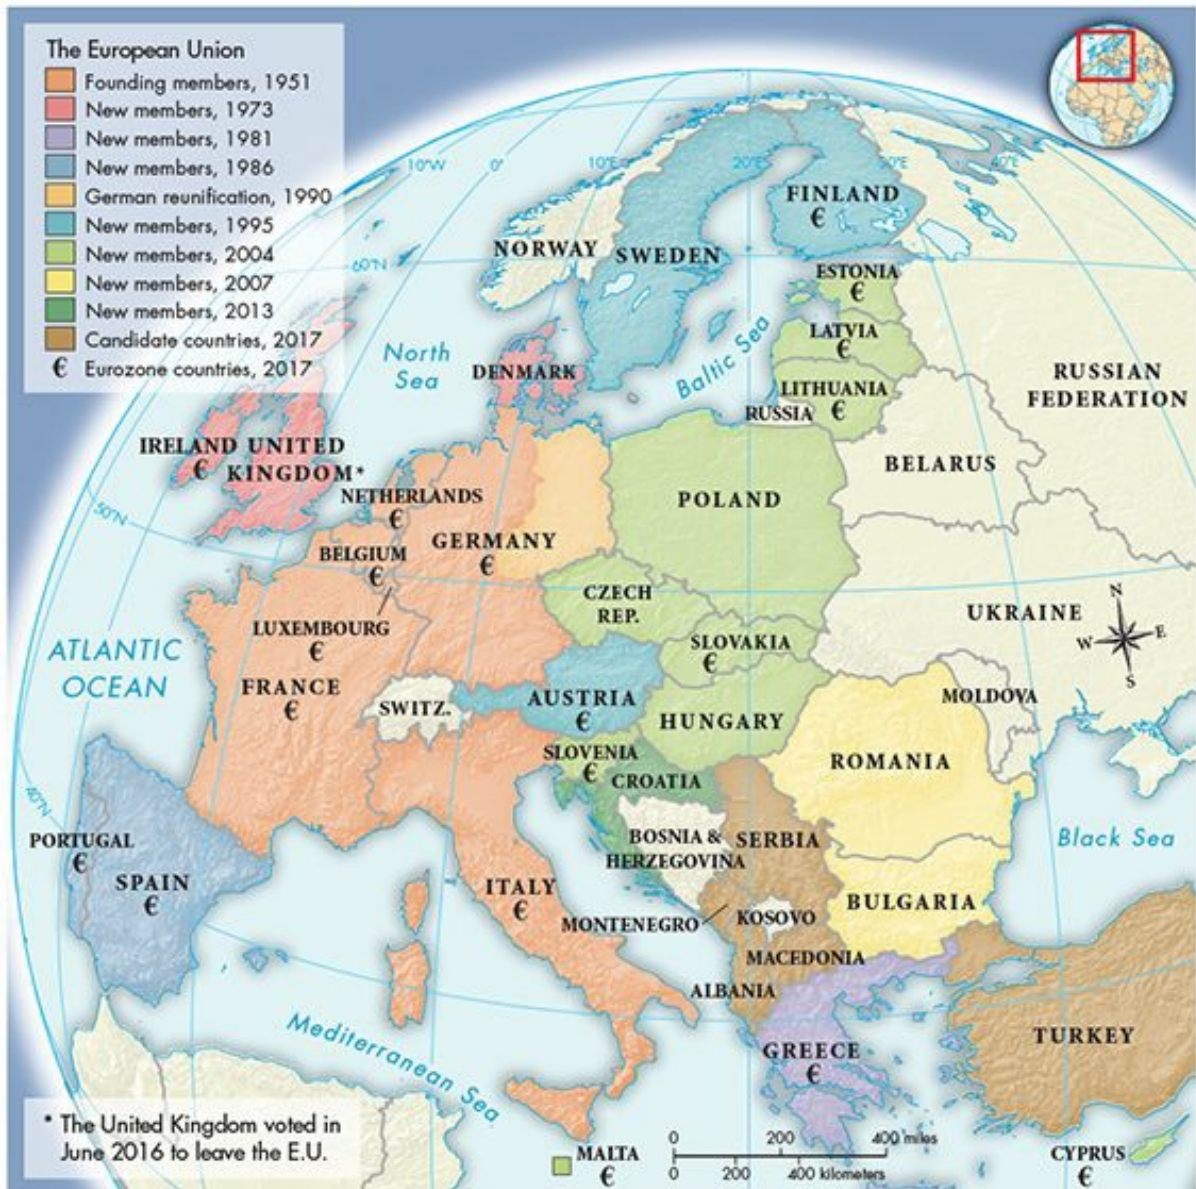 The European Union
Founding members, 1951
New members, 1973
New members, 1981
New members, 1986
German reunification, 1990
New members, 1995
New members, 2004
New members, 2007
New members, 2013
Candidate countries, 2017
€ Eurozone countries, 2017
10°W
0°
10°E
20°E
30°E
40°E
60°N
50°N
40°N
NORWAY
SWEDEN
FINLAND
€
ESTONIA
€
LATVIA
€
LITHUANIA
€
RUSSIA
RUSSIAN
FEDERATION
North
Sea
Baltic Sea
DENMARK
IRELAND
€
UNITED
KINGDOM*
NETHERLANDS
€
BELGIUM
€
LUXEMBOURG
€
GERMANY
€
POLAND
BELARUS
UKRAINE
N
W
E
S
CZECH
REP.
SLOVAKIA
€
ATLANTIC
OCEAN
FRANCE
€
SWITZ.
AUSTRIA
€
HUNGARY
MOLDOVA
SLOVENIA
€
CROATIA
ROMANIA
PORTUGAL
€
SPAIN
€
ITALY
€
BOSNIA &
HERZEGOVINA
SERBIA
Black Sea
MONTENEGRO
KOSOVO
BULGARIA
MACEDONIA
ALBANIA
GREECE
€
TURKEY
Mediterranean Sea
* The United Kingdom voted in
June 2016 to leave the E.U.
MALTA
€
0 200 400 miles
0 200 400 kilometers
CYPRUS
€